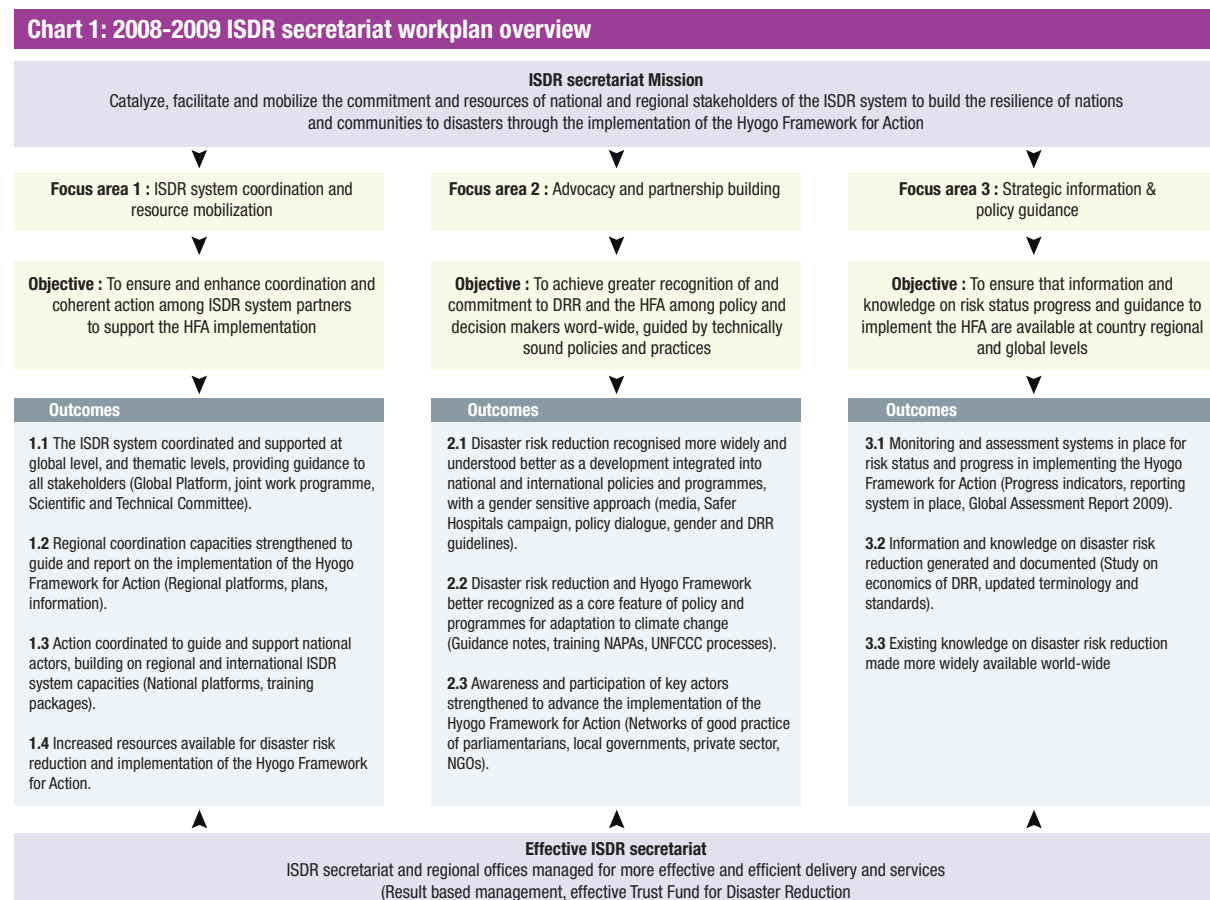 Chart 1: 2008-2009 ISDR secretariat workplan overview
ISDR secretariat Mission
Catalyze, facilitate and mobilize the commitment and resources of national and regional stakeholders of the ISDR system to build the resilience of nations
and communities to disasters through the implementation of the Hyogo Framework for Action
Focus area 1 : ISDR system coordination and
resource mobilization
Objective : To ensure and enhance coordination and
coherent action among ISDR system partners
to support the HFA implementation
Outcomes
1.1 The ISDR system coordinated and supported at
global level, and thematic levels, providing guidance to
all stakeholders (Global Platform, joint work programme,
Scientific and Technical Committee).
1.2 Regional coordination capacities strengthened to
guide and report on the implementation of the Hyogo
Framework for Action (Regional platforms, plans,
information).
1.3 Action coordinated to guide and support national
actors, building on regional and international ISDR
system capacities (National platforms, training
packages).
1.4 Increased resources available for disaster risk
reduction and implementation of the Hyogo Framework
for Action.
Focus area 2 : Advocacy and partnership building
Objective : To achieve greater recognition of and
commitment to DRR and the HFA among policy and
decision makers word-wide, guided by technically
sound policies and practices
Outcomes
2.1 Disaster risk reduction recognised more widely and
understood better as a development integrated into
national and international policies and programmes,
with a gender sensitive approach (media, Safer
Hospitals campaign, policy dialogue, gender and DRR
guidelines).
2.2 Disaster risk reduction and Hyogo Framework
better recognized as a core feature of policy and
programmes for adaptation to climate change
(Guidance notes, training NAPAs, UNFCCC processes).
2.3 Awareness and participation of key actors
strengthened to advance the implementation of the
Hyogo Framework for Action (Networks of good practice
of parliamentarians, local governments, private sector,
NGOs).
Focus area 3 : Strategic information &
policy guidance
Objective : To ensure that information and
knowledge on risk status progress and guidance to
implement the HFA are available at country regional
and global levels
Outcomes
3.1 Monitoring and assessment systems in place for
risk status and progress in implementing the Hyogo
Framework for Action (Progress indicators, reporting
system in place, Global Assessment Report 2009).
3.2 Information and knowledge on disaster risk
reduction generated and documented (Study on
economics of DRR, updated terminology and
standards).
3.3 Existing knowledge on disaster risk reduction
made more widely available world-wide
Effective ISDR secretariat
ISDR secretariat and regional offices managed for more effective and efficient delivery and services
(Result based management, effective Trust Fund for Disaster Reduction